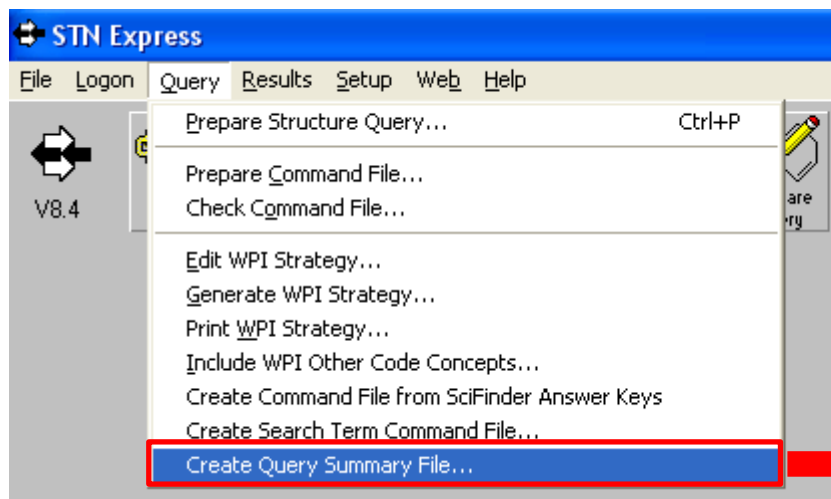 STN Express
File Logon Query Results Setup Web Help
Prepare Structure Query... Ctrl+P
Prepare Command File...
Check Command File...
V8.4
are
ry
Edit WPI Strategy...
Generate WPI Strategy...
Print WPI Strategy...
Include WPI Other Code Concepts...
Create Command File from SciFinder Answer Keys
Create Search Term Command File...
Create Query Summary File...